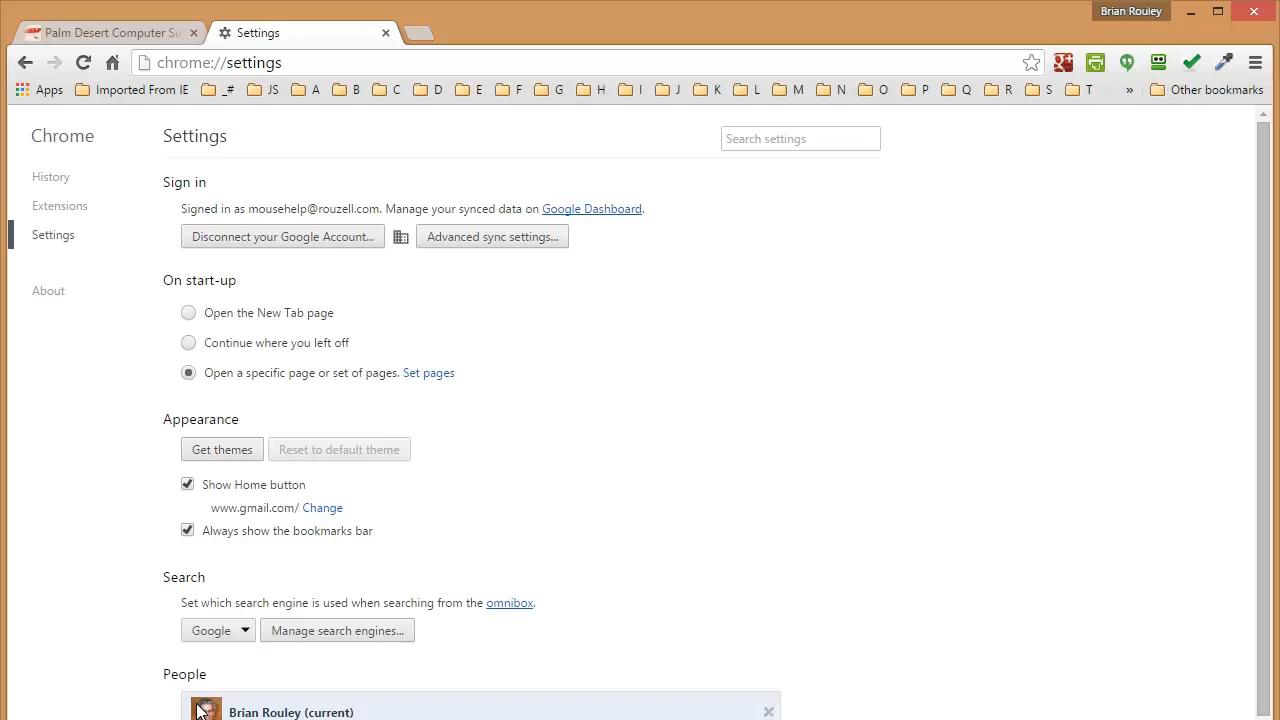 Brian Rouley
Palm Desert Computer Su
Settings
chrome://settings
Apps Imported From IE _# JS A B C D E F G H I J K L M N O P Q R S T » Other bookmarks
Chrome
Settings
Search settings
History
Extensions
Settings
About
Sign in
Signed in as mousehelp@rouzell.com. Manage your synced data on Google Dashboard.
Disconnect your Google Account... Advanced sync settings...
On start-up
Open the New Tab page
Continue where you left off
Open a specific page or set of pages. Set pages
Appearance
Get themes Reset to default theme
Show Home button
www.gmail.com/ Change
Always show the bookmarks bar
Search
Set which search engine is used when searching from the omnibox.
Google Manage search engines...
People
Brian Rouley (current)